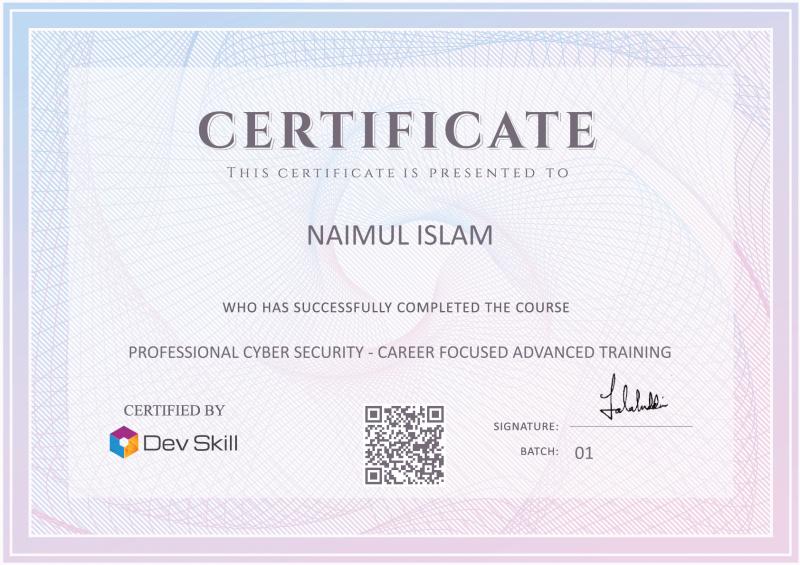 CERTIFICATE
THIS CERTIFICATE IS PRESENTED TO
NAIMUL ISLAM
WHO HAS SUCCESSFULLY COMPLETED THE COURSE
PROFESSIONAL CYBER SECURITY - CAREER FOCUSED ADVANCED TRAINING
CERTIFIED BY
Dev Skill
SIGNATURE:
BATCH: 01